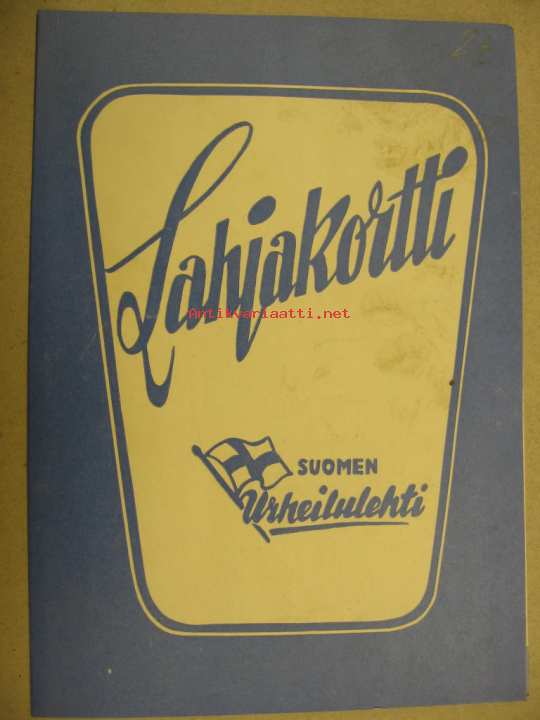 Lahjakortti
Antikvariaatti.net
SUOMEN
Urheilulehti